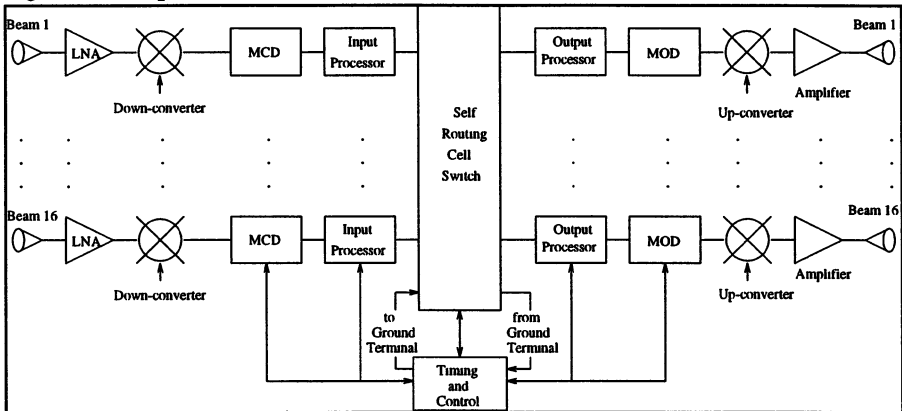 Beam 1
LNA
Down-converter
MCD
Input
Processor
Self
Routing
Cell
Switch
Output
Processor
MOD
Up-converter
Amplifier
Beam 1
Beam 16
LNA
Down-converter
MCD
Input
Processor
Output
Processor
MOD
Up-converter
Amplifier
Beam 16
to
Ground
Terminal
from
Ground
Terminal
Timing
and
Control